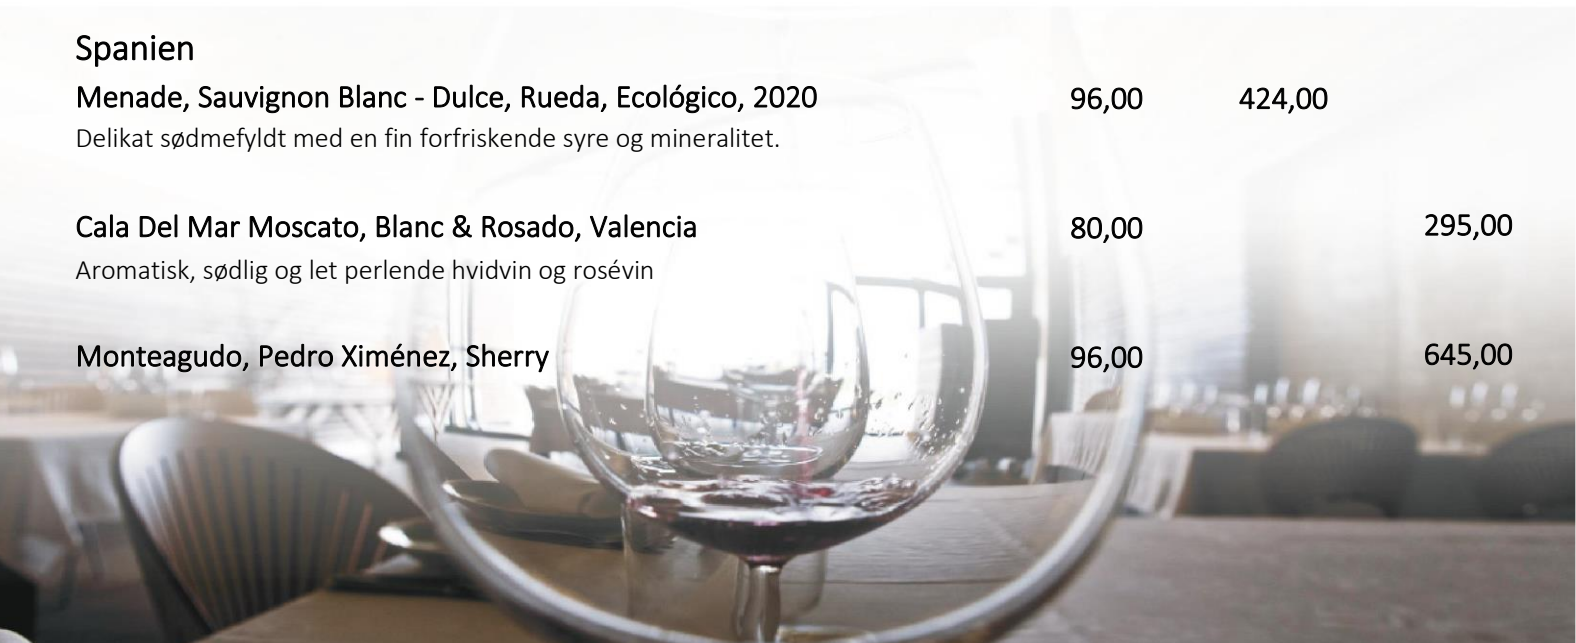 Spanien
Menade, Sauvignon Blanc - Dulce, Rueda, Ecológico, 2020 96,00 424,00
Delikat sødmefyldt med en fin forfriskende syre og mineralitet.
Cala Del Mar Moscato, Blanc & Rosado, Valencia 80,00 295,00
Aromatisk, sødlig og let perlende hvidvin og rosévin
Monteagudo, Pedro Ximénez, Sherry 96,00 645,00